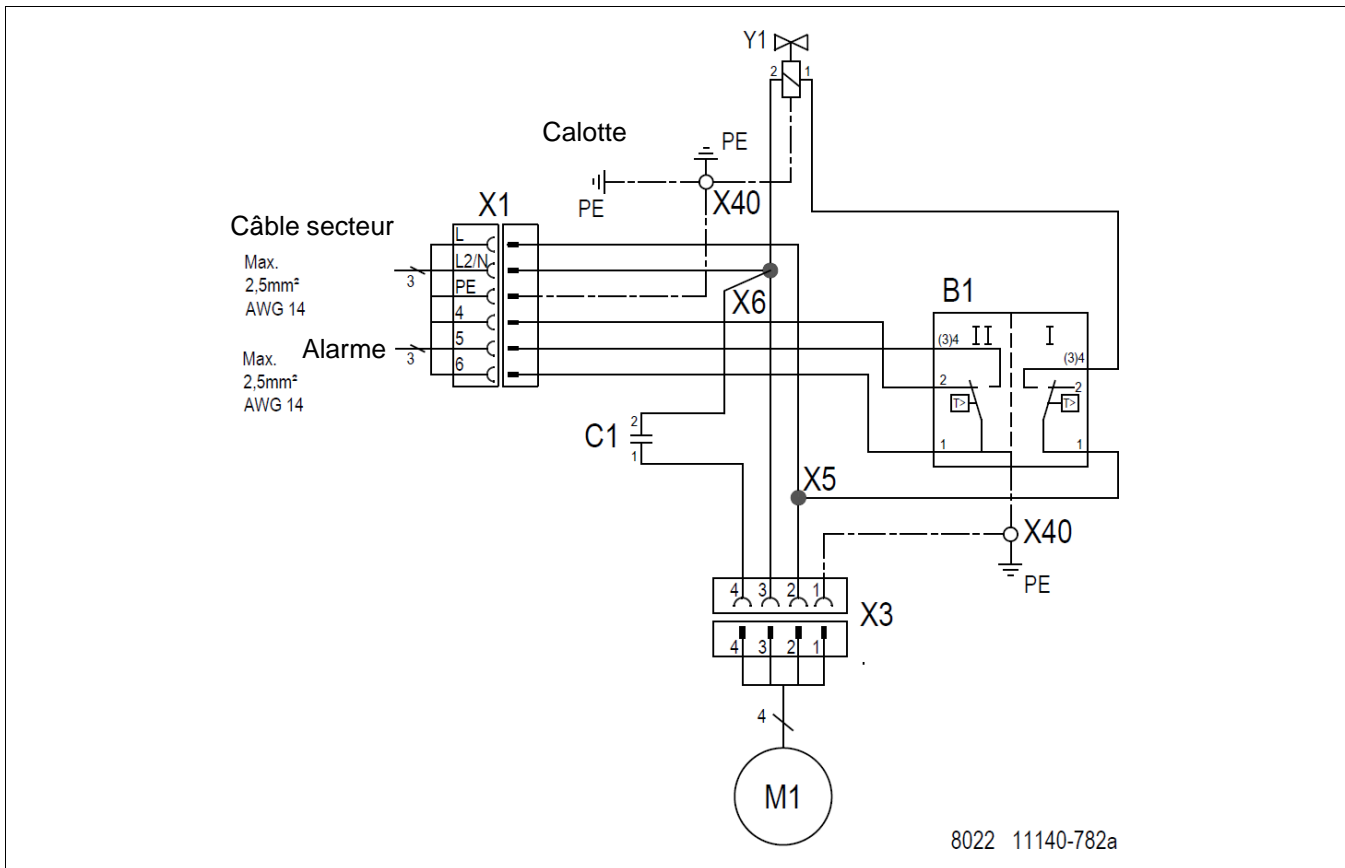 Y1
2 1
Calotte
PE
PE
X40
X1
Câble secteur
Max.
2,5mm²
AWG 14
3
L
L2/N
PE
4
5
6
Alarme
3
Max.
2,5mm²
AWG 14
X6
B1
II I
(3)4
(3)4
2
2
T>
T>
1
1
C1
2
1
X5
X40
PE
4 3 2 1
X3
4 3 2 1
4
M1
8022 11140-782a